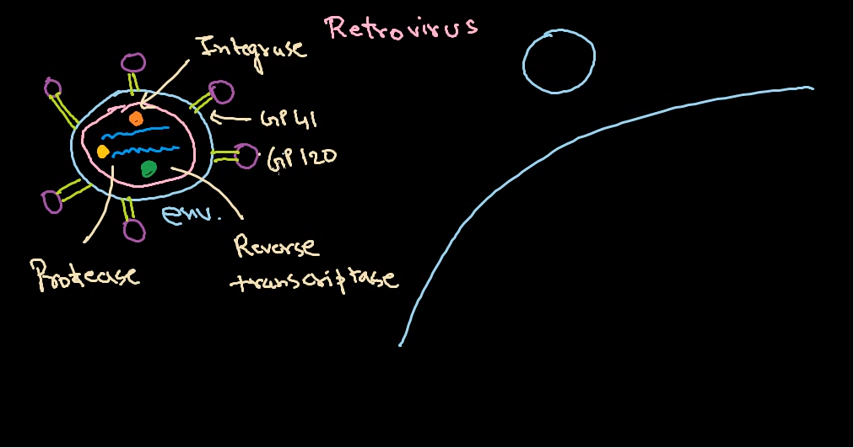 Retrovirus
Integrase
GP41
GP120
env.
Reverse
transcriptase
Protease